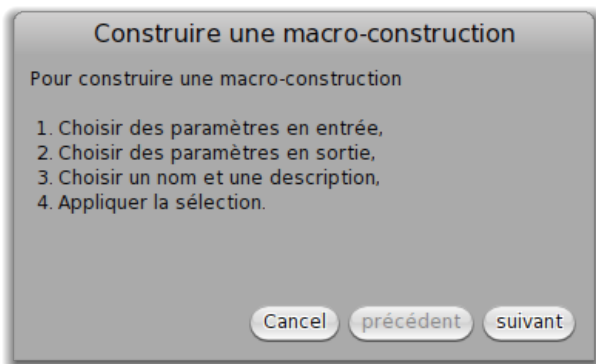 Construire une macro-construction
Pour construire une macro-construction
1. Choisir des paramètres en entrée,
2. Choisir des paramètres en sortie,
3. Choisir un nom et une description,
4. Appliquer la sélection.
Cancel précédent suivant